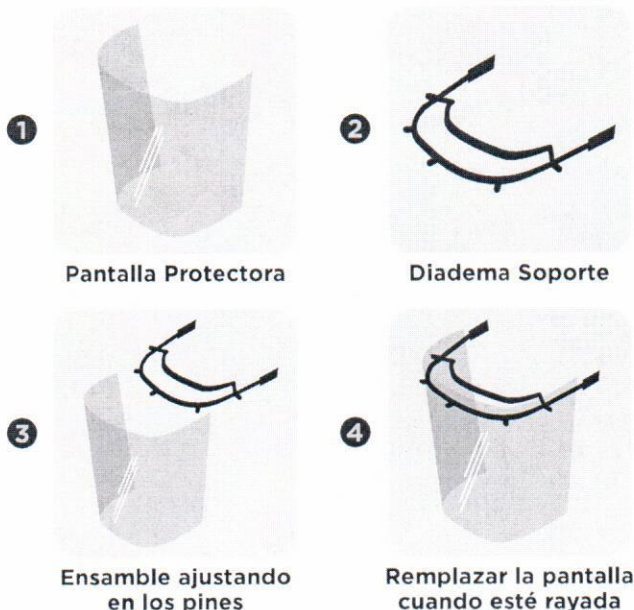 1
Pantalla Protectora
2
Diadema Soporte
3
Ensamble ajustando
en los pines
4
Remplazar la pantalla
cuando esté rayada